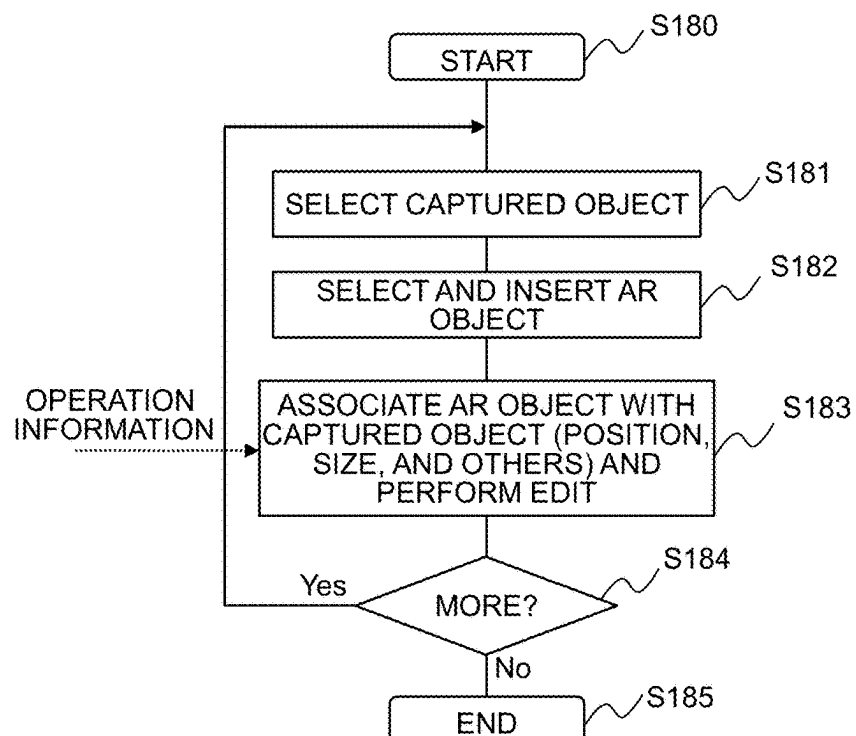 START
S180
SELECT CAPTURED OBJECT
S181
SELECT AND INSERT AR
OBJECT
S182
OPERATION
INFORMATION
ASSOCIATE AR OBJECT WITH
CAPTURED OBJECT (POSITION,
SIZE, AND OTHERS) AND
PERFORM EDIT
S183
Yes
MORE?
S184
No
END
S185